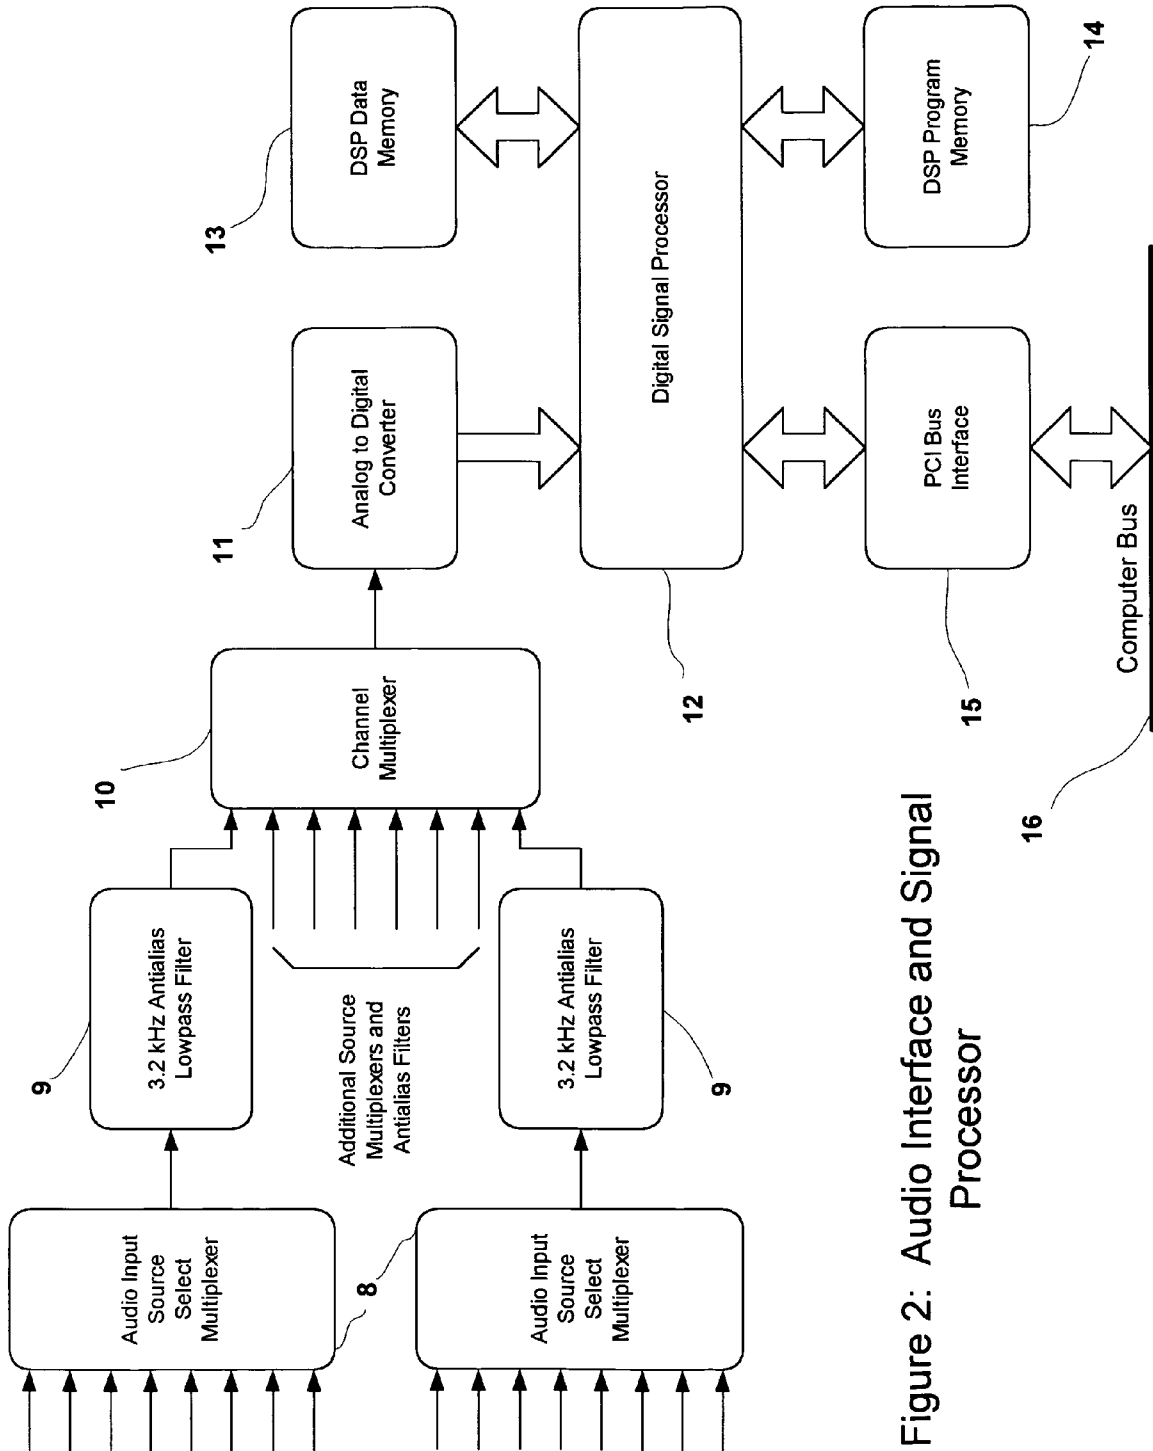 Audio Input
Source
Select
Multiplexer
8
Audio Input
Source
Select
Multiplexer
9
3.2 kHz Antialias
Lowpass Filter
Additional Source
Multiplexers and
Antialias Filters
3.2 kHz Antialias
Lowpass Filter
9
10
Channel
Multiplexer
11
Analog to Digital
Converter
13
DSP Data
Memory
Digital Signal Processor
12
PCI Bus
Interface
15
DSP Program
Memory
14
Computer Bus
16
Figure 2: Audio Interface and Signal
Processor